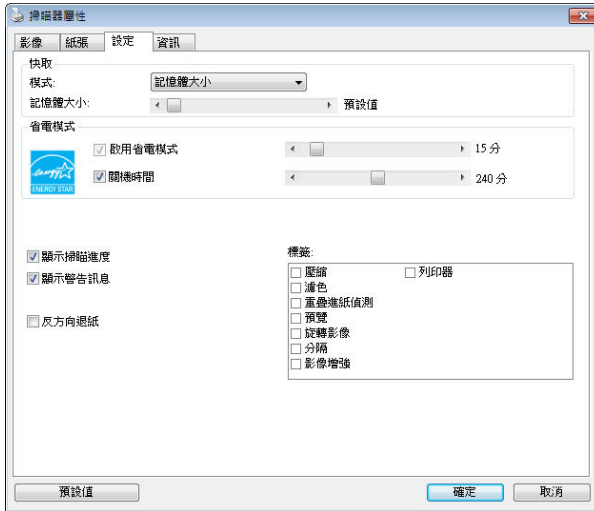 掃瞄器屬性
影像 紙張 設定 資訊
快取
模式: 記憶體大小
記憶體大小: 預設值
省電模式
啟用省電模式 15 分
關機時間 240 分
energy
ENERGY STAR
顯示掃瞄進度
顯示警告訊息
反方向退紙
標籤:
壓縮 列印器
濾色
重疊進紙偵測
預覽
旋轉影像
分隔
影像增強
預設值 確定 取消